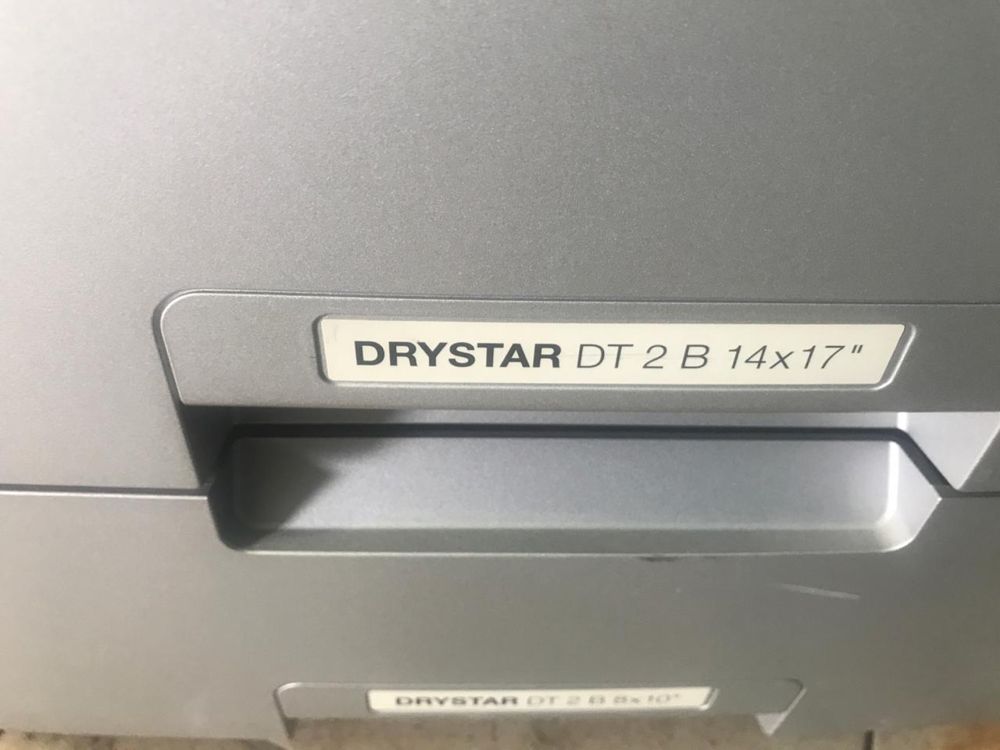 DRYSTAR DT 2 B 14x17"
DRYSTAR DT 2 B 8x10"